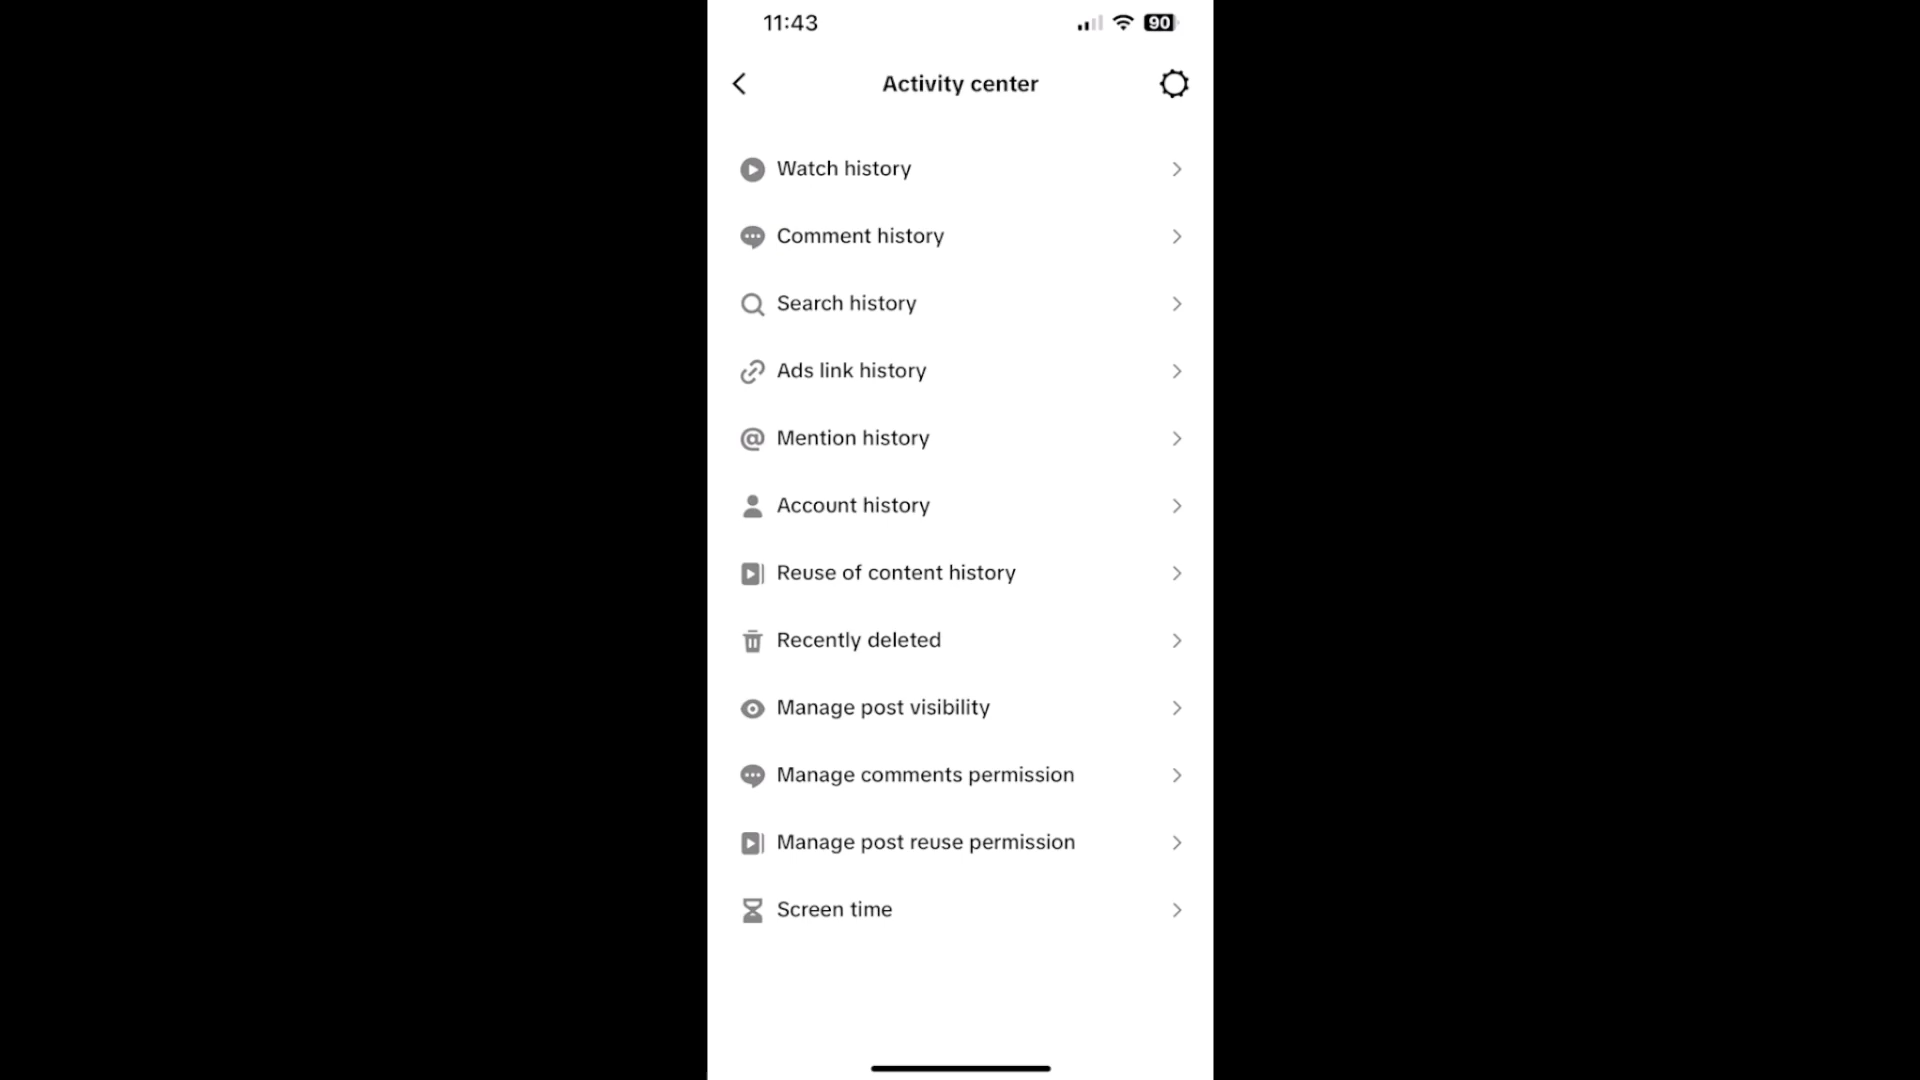 11:43
90
Activity center
Watch history
Comment history
Search history
Ads link history
Mention history
Account history
Reuse of content history
Recently deleted
Manage post visibility
Manage comments permission
Manage post reuse permission
Screen time